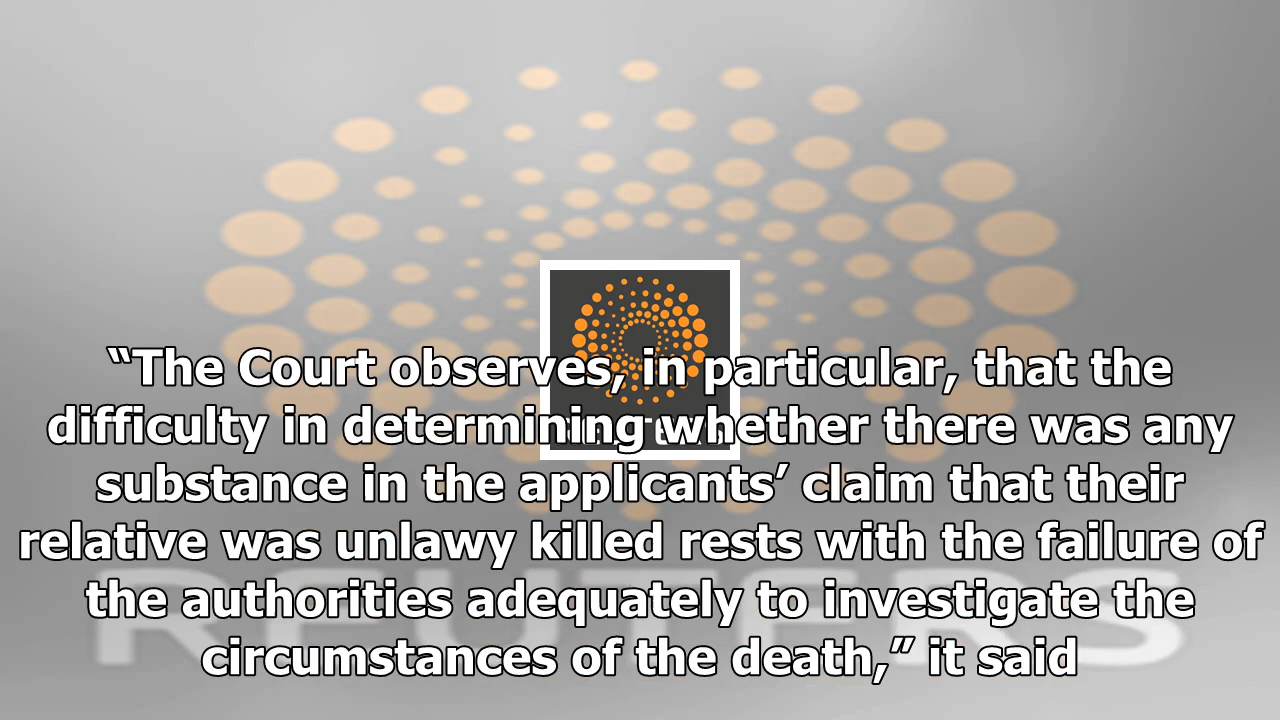 “The Court observes, in particular, that the
difficulty in determining whether there was any
substance in the applicants’ claim that their
relative was unlawy killed rests with the failure of
the authorities adequately to investigate the
circumstances of the death,” it said
REUTERS